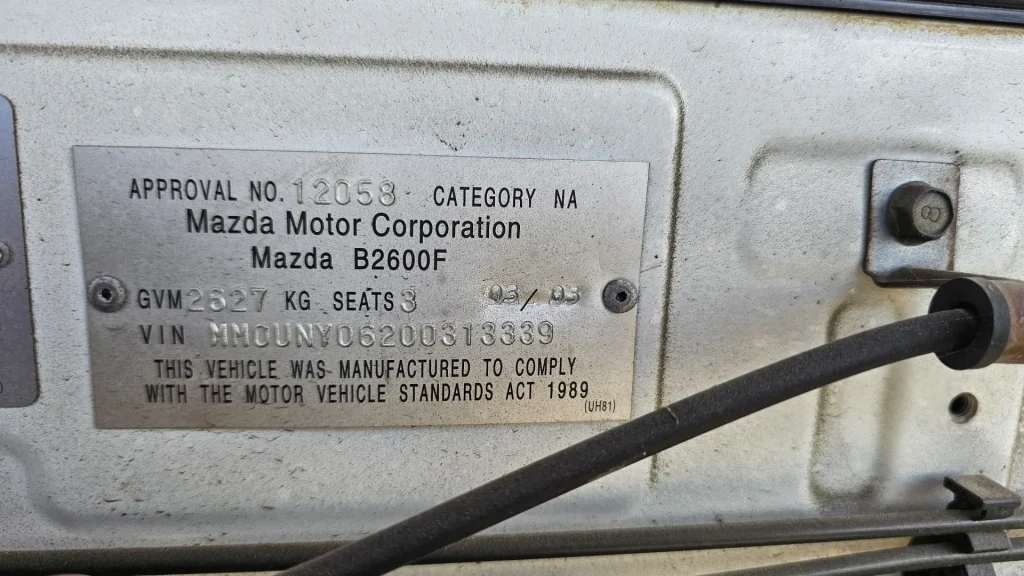 APPROVAL NO. 12058 CATEGORY NA
Mazda Motor Corporation
Mazda B2600F
GVM 2627 KG SEATS 3 03/03
VIN MM0UNY06200313339
THIS VEHICLE WAS MANUFACTURED TO COMPLY
WITH THE MOTOR VEHICLE STANDARDS ACT 1989
(UH81)